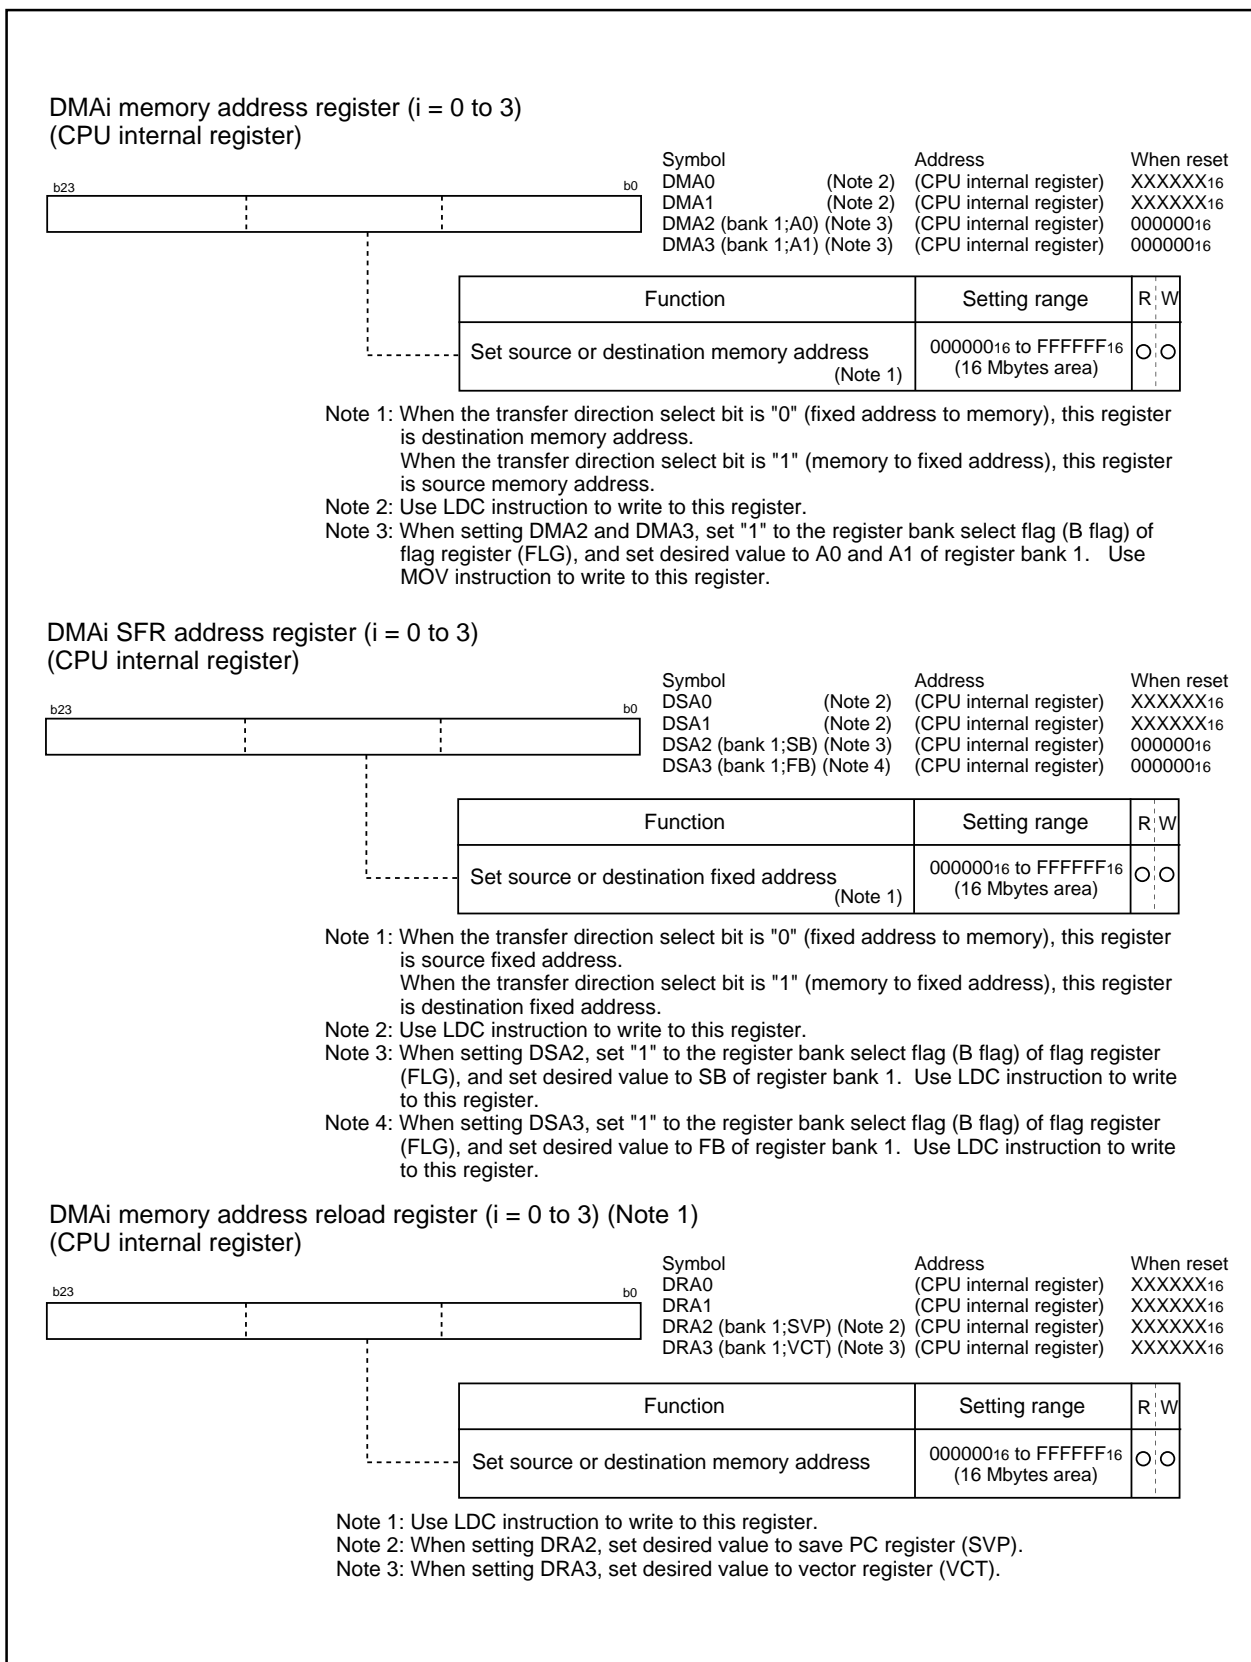 DMAi memory address register (i = 0 to 3)
(CPU internal register)
Symbol Address When reset
DMA0 (Note 2) (CPU internal register) XXXXXX16
DMA1 (Note 2) (CPU internal register) XXXXXX16
DMA2 (bank 1;A0) (Note 3) (CPU internal register) 00000016
DMA3 (bank 1;A1) (Note 3) (CPU internal register) 00000016
b23 b0
Function Setting range R W
Set source or destination memory address (Note 1) 00000016 to FFFFFF16 (16 Mbytes area)
Note 1: When the transfer direction select bit is "0" (fixed address to memory), this register
is destination memory address.
When the transfer direction select bit is "1" (memory to fixed address), this register
is source memory address.
Note 2: Use LDC instruction to write to this register.
Note 3: When setting DMA2 and DMA3, set "1" to the register bank select flag (B flag) of
flag register (FLG), and set desired value to A0 and A1 of register bank 1. Use
MOV instruction to write to this register.
DMAi SFR address register (i = 0 to 3)
(CPU internal register)
Symbol Address When reset
DSA0 (Note 2) (CPU internal register) XXXXXX16
DSA1 (Note 2) (CPU internal register) XXXXXX16
DSA2 (bank 1;SB) (Note 3) (CPU internal register) 00000016
DSA3 (bank 1;FB) (Note 4) (CPU internal register) 00000016
b23 b0
Function Setting range R W
Set source or destination fixed address (Note 1) 00000016 to FFFFFF16 (16 Mbytes area)
Note 1: When the transfer direction select bit is "0" (fixed address to memory), this register
is source fixed address.
When the transfer direction select bit is "1" (memory to fixed address), this register
is destination fixed address.
Note 2: Use LDC instruction to write to this register.
Note 3: When setting DSA2, set "1" to the register bank select flag (B flag) of flag register
(FLG), and set desired value to SB of register bank 1. Use LDC instruction to write
to this register.
Note 4: When setting DSA3, set "1" to the register bank select flag (B flag) of flag register
(FLG), and set desired value to FB of register bank 1. Use LDC instruction to write
to this register.
DMAi memory address reload register (i = 0 to 3) (Note 1)
(CPU internal register)
Symbol Address When reset
DRA0 (CPU internal register) XXXXXX16
DRA1 (CPU internal register) XXXXXX16
DRA2 (bank 1;SVP) (Note 2) (CPU internal register) XXXXXX16
DRA3 (bank 1;VCT) (Note 3) (CPU internal register) XXXXXX16
b23 b0
Function Setting range R W
Set source or destination memory address 00000016 to FFFFFF16 (16 Mbytes area)
Note 1: Use LDC instruction to write to this register.
Note 2: When setting DRA2, set desired value to save PC register (SVP).
Note 3: When setting DRA3, set desired value to vector register (VCT).